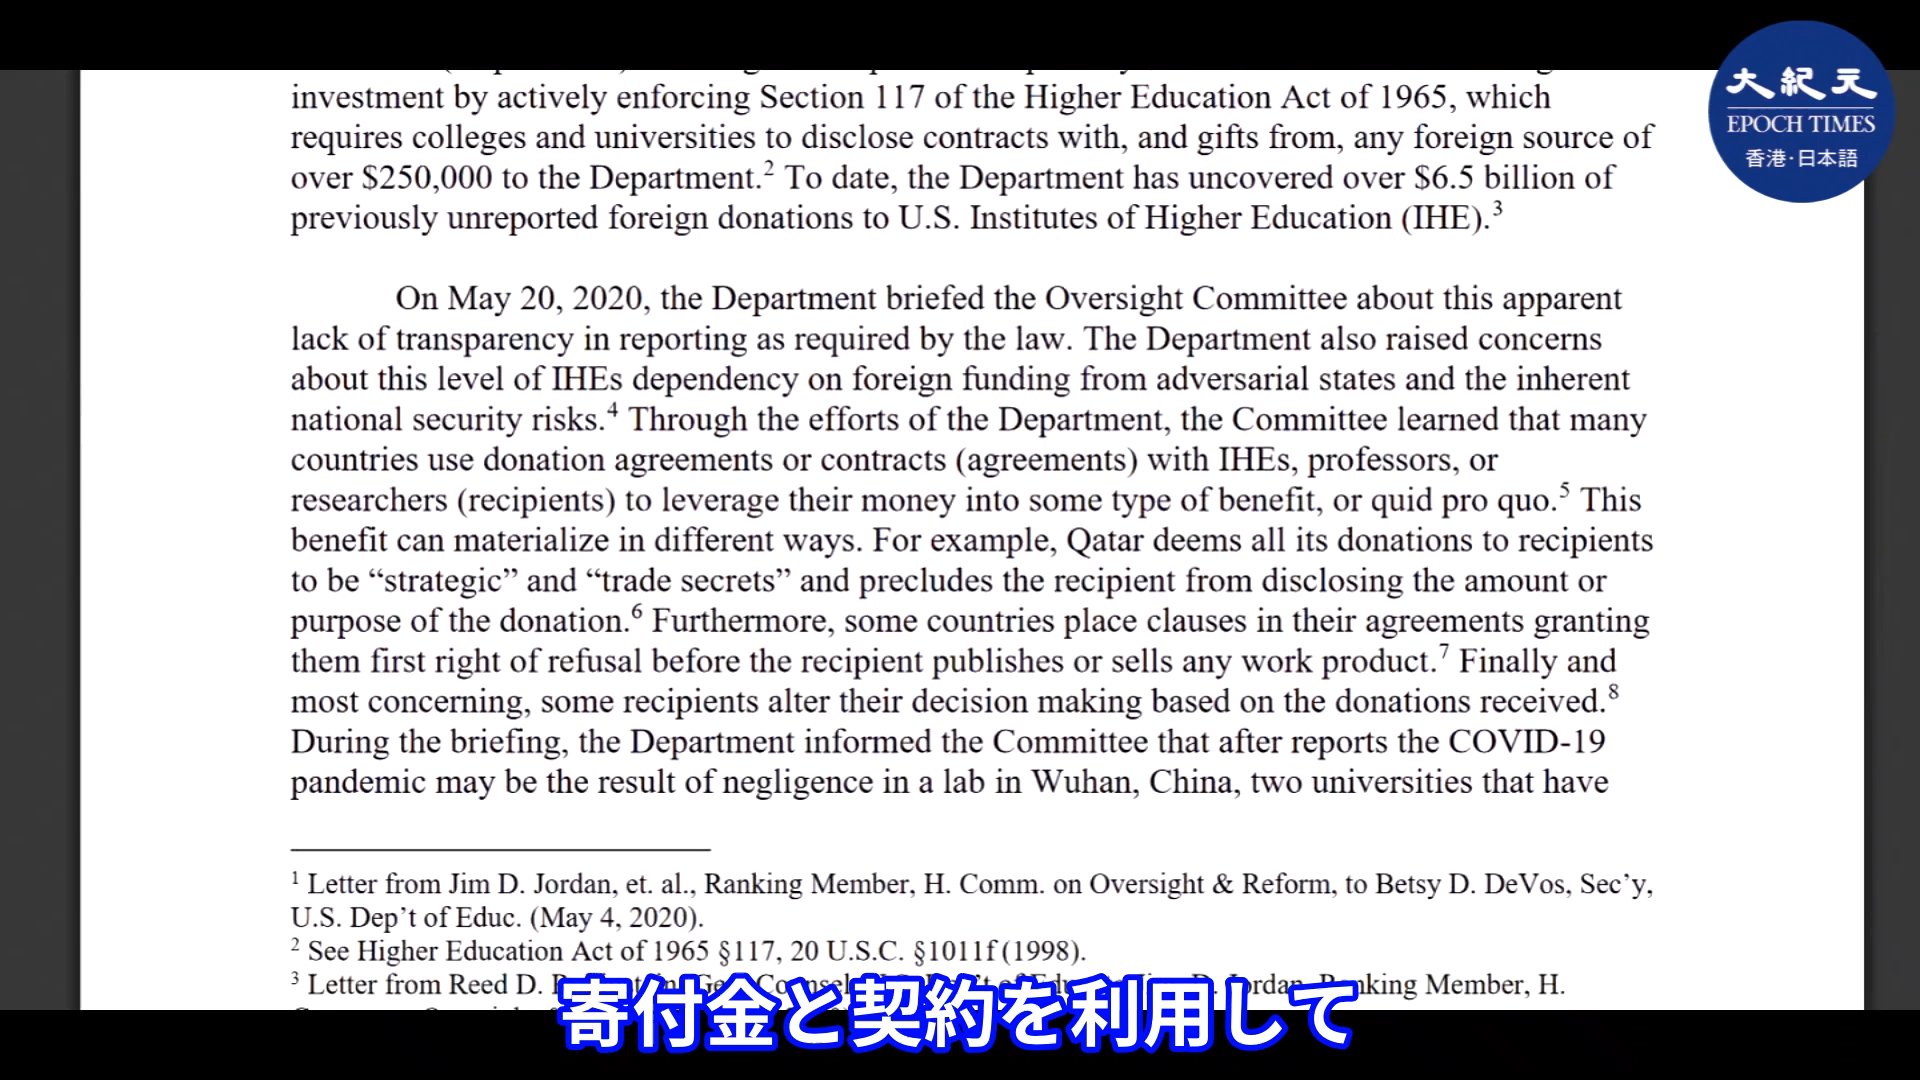 大紀元
EPOCH TIMES
香港·日本語
investment by actively enforcing Section 117 of the Higher Education Act of 1965, which
requires colleges and universities to disclose contracts with, and gifts from, any foreign source of
over $250,000 to the Department.2 To date, the Department has uncovered over $6.5 billion of
previously unreported foreign donations to U.S. Institutes of Higher Education (IHE).3
On May 20, 2020, the Department briefed the Oversight Committee about this apparent
lack of transparency in reporting as required by the law. The Department also raised concerns
about this level of IHEs dependency on foreign funding from adversarial states and the inherent
national security risks.4 Through the efforts of the Department, the Committee learned that many
countries use donation agreements or contracts (agreements) with IHEs, professors, or
researchers (recipients) to leverage their money into some type of benefit, or quid pro quo.5 This
benefit can materialize in different ways. For example, Qatar deems all its donations to recipients
to be “strategic” and “trade secrets” and precludes the recipient from disclosing the amount or
purpose of the donation.6 Furthermore, some countries place clauses in their agreements granting
them first right of refusal before the recipient publishes or sells any work product.7 Finally and
most concerning, some recipients alter their decision making based on the donations received.8
During the briefing, the Department informed the Committee that after reports the COVID-19
pandemic may be the result of negligence in a lab in Wuhan, China, two universities that have
1 Letter from Jim D. Jordan, et. al., Ranking Member, H. Comm. on Oversight & Reform, to Betsy D. DeVos, Sec’y,
U.S. Dep’t of Educ. (May 4, 2020).
2 See Higher Education Act of 1965 §117, 20 U.S.C. §1011f (1998).
3 Letter from Reed D. Member, H.
寄付金と契約を利用して